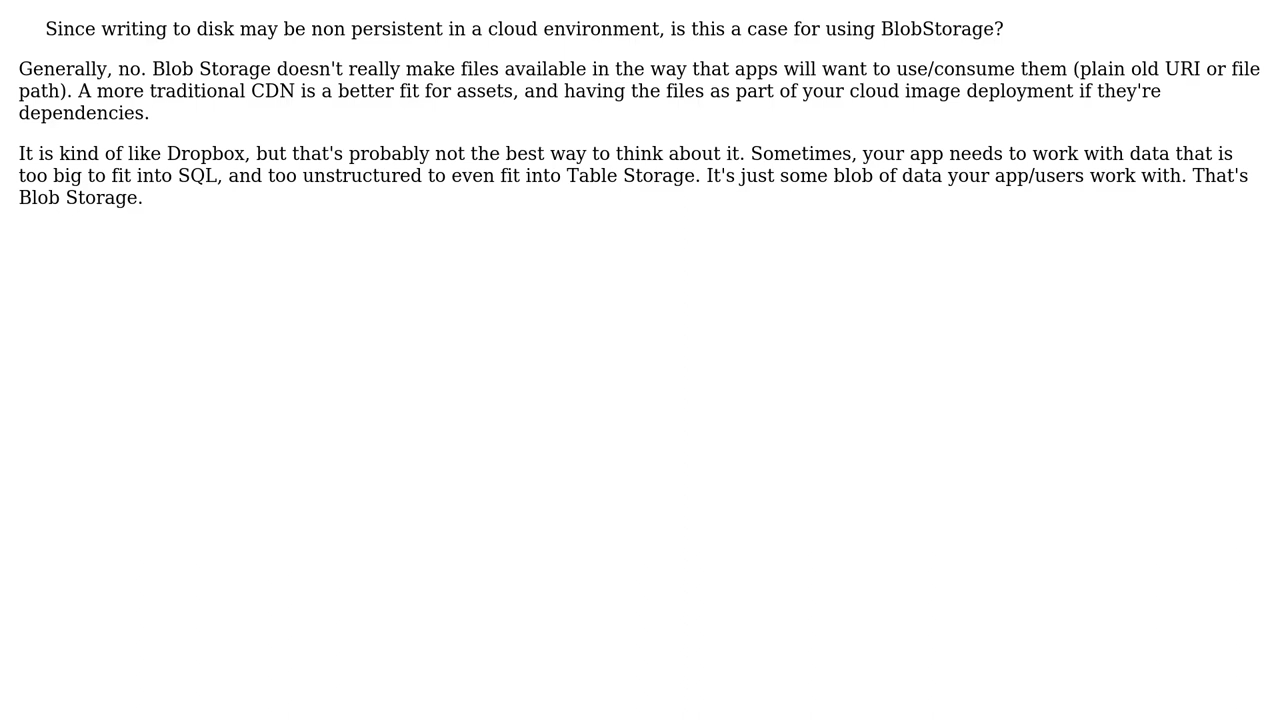 Since writing to disk may be non persistent in a cloud environment, is this a case for using BlobStorage?
Generally, no. Blob Storage doesn't really make files available in the way that apps will want to use/consume them (plain old URI or file
path). A more traditional CDN is a better fit for assets, and having the files as part of your cloud image deployment if they're
dependencies.
It is kind of like Dropbox, but that's probably not the best way to think about it. Sometimes, your app needs to work with data that is
too big to fit into SQL, and too unstructured to even fit into Table Storage. It's just some blob of data your app/users work with. That's
Blob Storage.